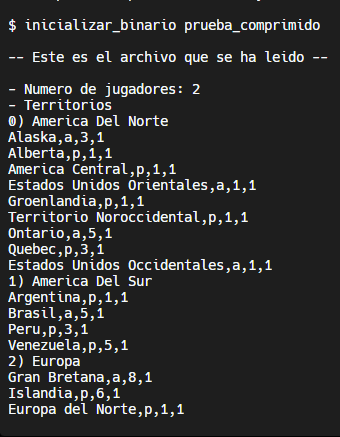 $ inicializar_binario prueba_comprimido
-- Este es el archivo que se ha leido --
- Numero de jugadores: 2
- Territorios
0) America Del Norte
Alaska,a,3,1
Alberta,p,1,1
America Central,p,1,1
Estados Unidos Orientales,a,1,1
Groenlandia,p,1,1
Territorio Noroccidental,p,1,1
Ontario,a,5,1
Quebec,p,3,1
Estados Unidos Occidentales,a,1,1
1) America Del Sur
Argentina,p,1,1
Brasil,a,5,1
Peru,p,3,1
Venezuela,p,5,1
2) Europa
Gran Bretana,a,8,1
Islandia,p,6,1
Europa del Norte,p,1,1